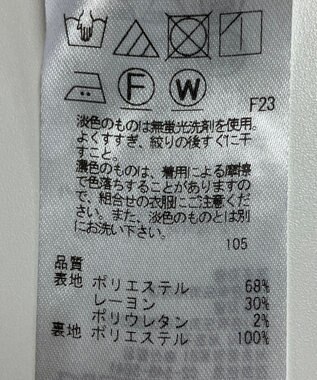 F
W
F23
淡色のものは無蛍光洗剤を使用。
よくすすぎ、絞りの後すぐに干
すこと。
濃色のものは、着用による摩擦
で色落ちすることがありますの
で、組合せの衣服にご注意くだ
さい。また、淡色のものとは別
にお洗い下さい。
105
品質
表地 ポリエステル 68%
レーヨン 30%
ポリウレタン 2%
裏地 ポリエステル 100%